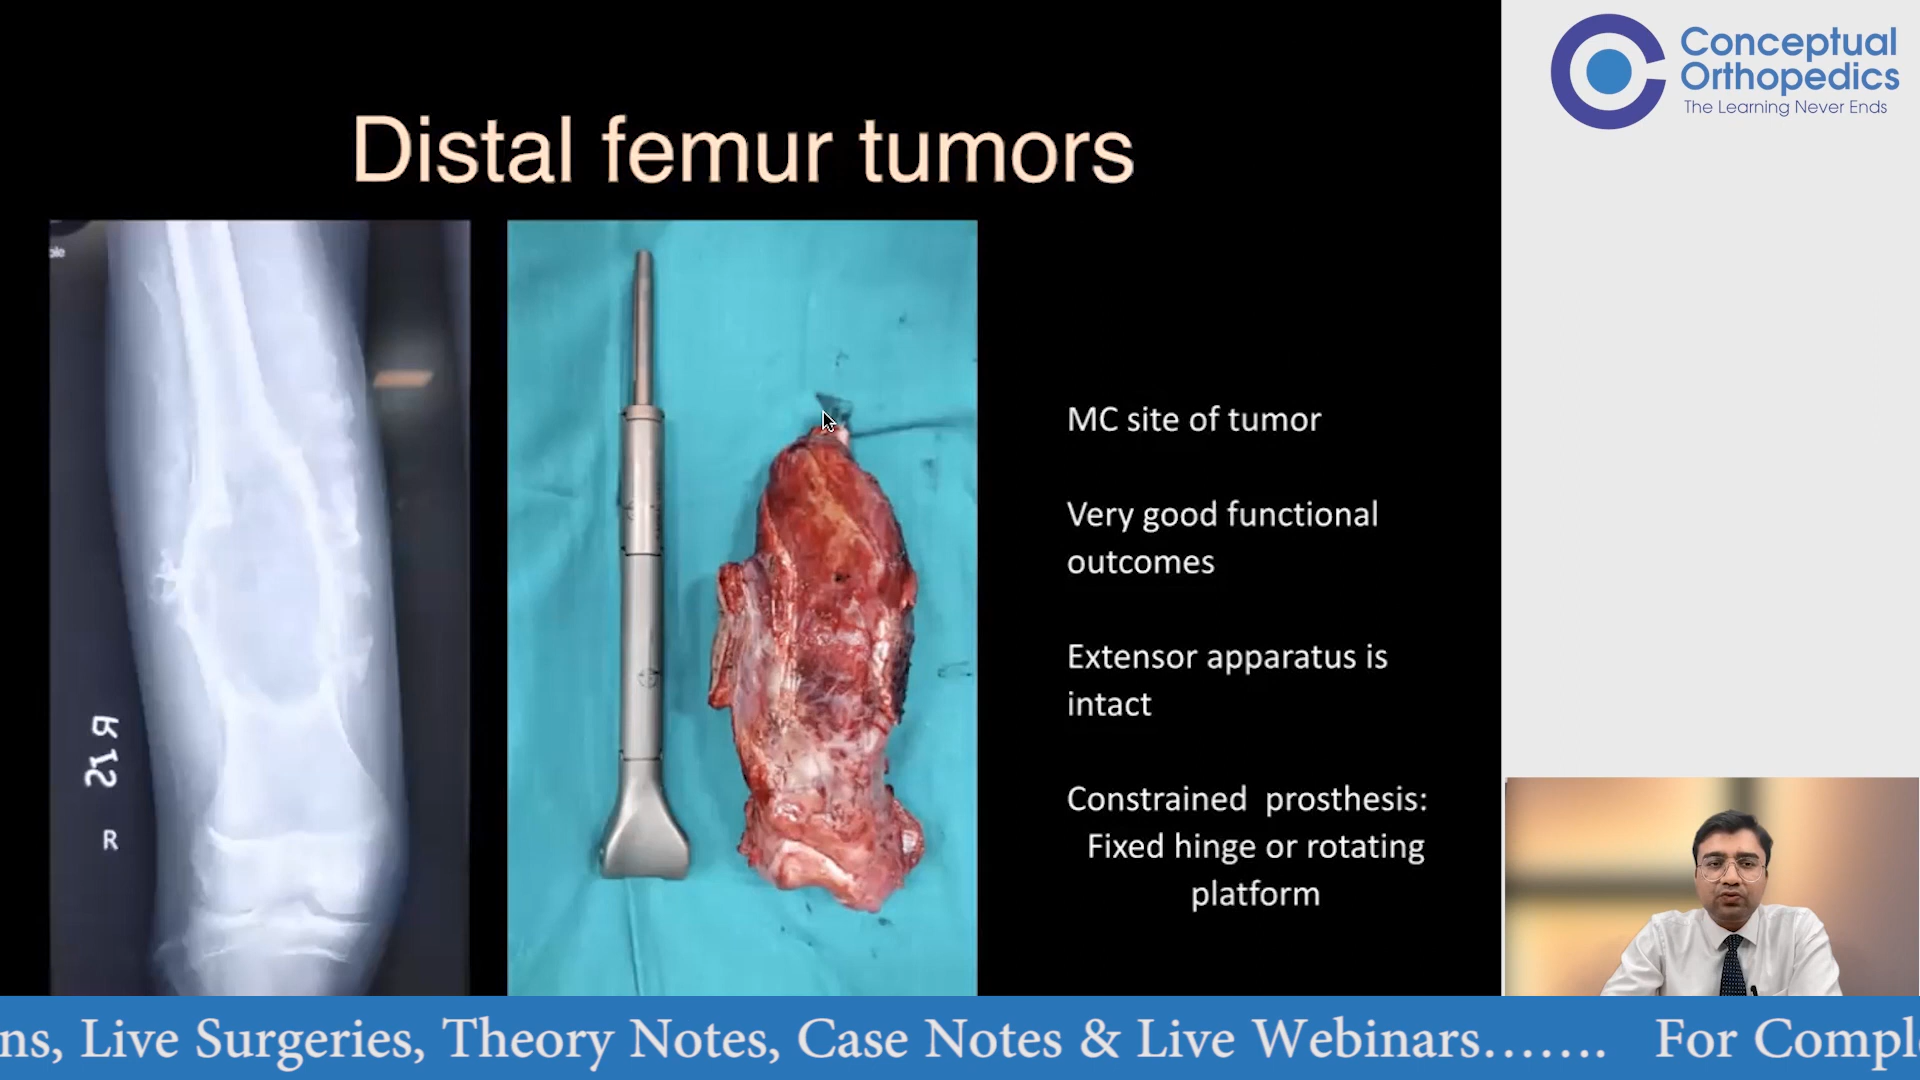 Conceptual
Orthopedics
The Learning Never Ends
Distal femur tumors
MC site of tumor
Very good functional
outcomes
Extensor apparatus is
intact
Constrained prosthesis:
Fixed hinge or rotating
platform
R
ns, Live Surgeries, Theory Notes, Case Notes & Live Webinars....... For Compl